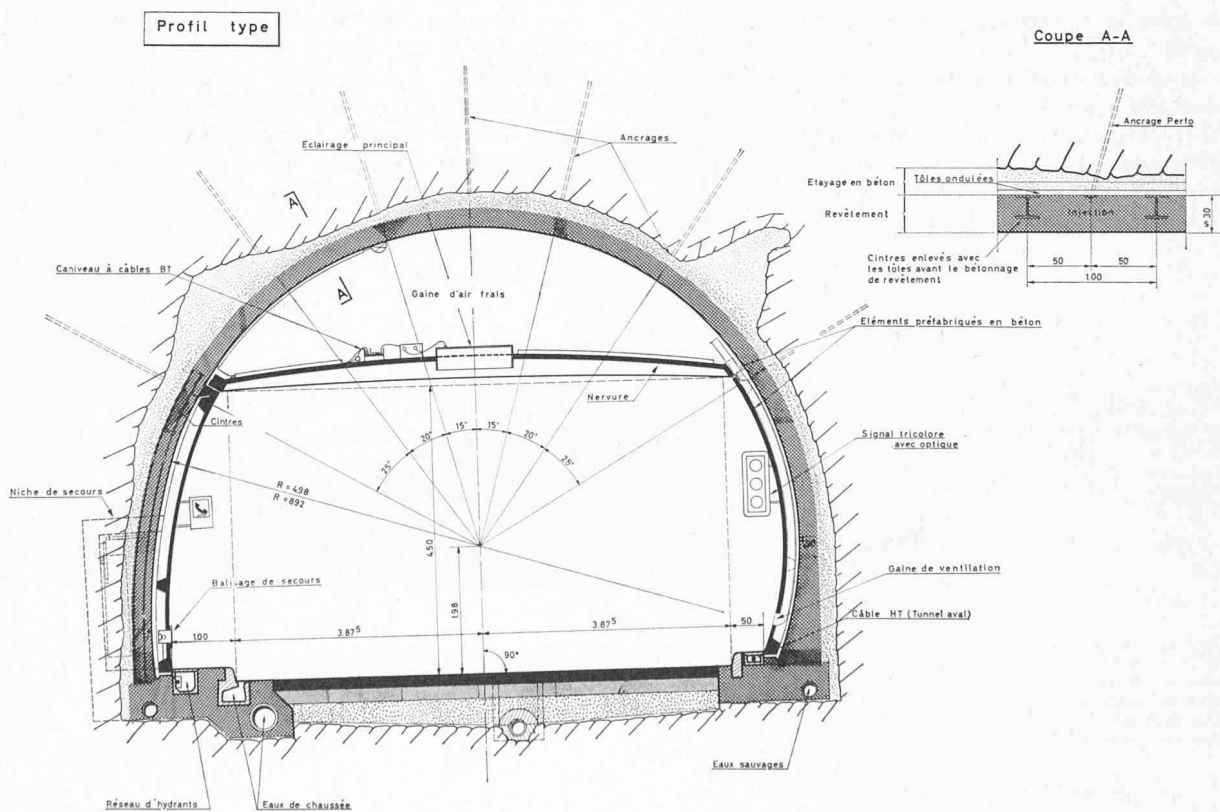 Profil type
Coupe A-A
Ancrage Perfo
Ancrages
Eclairage principal
Etayage en béton
Tôles ondulées
A
Revêtement
Injection
≤ 30
Caniveau à câbles BT
A
Gaine d'air frais
Cintres enlevés avec
les tôles avant le bétonnage
de revêtement
50
50
100
Eléments préfabriqués en béton
Nervure
Cintres
20°
15°
15°
20°
25°
25°
Signal tricolore
avec optique
R = 498
R = 892
Niche de secours
450
198
Balisage de secours
Gaine de ventilation
Câble HT (Tunnel aval)
100
3.87⁵
3.87⁵
50
90°
Eaux sauvages
Réseau d'hydrants
Eaux de chaussée